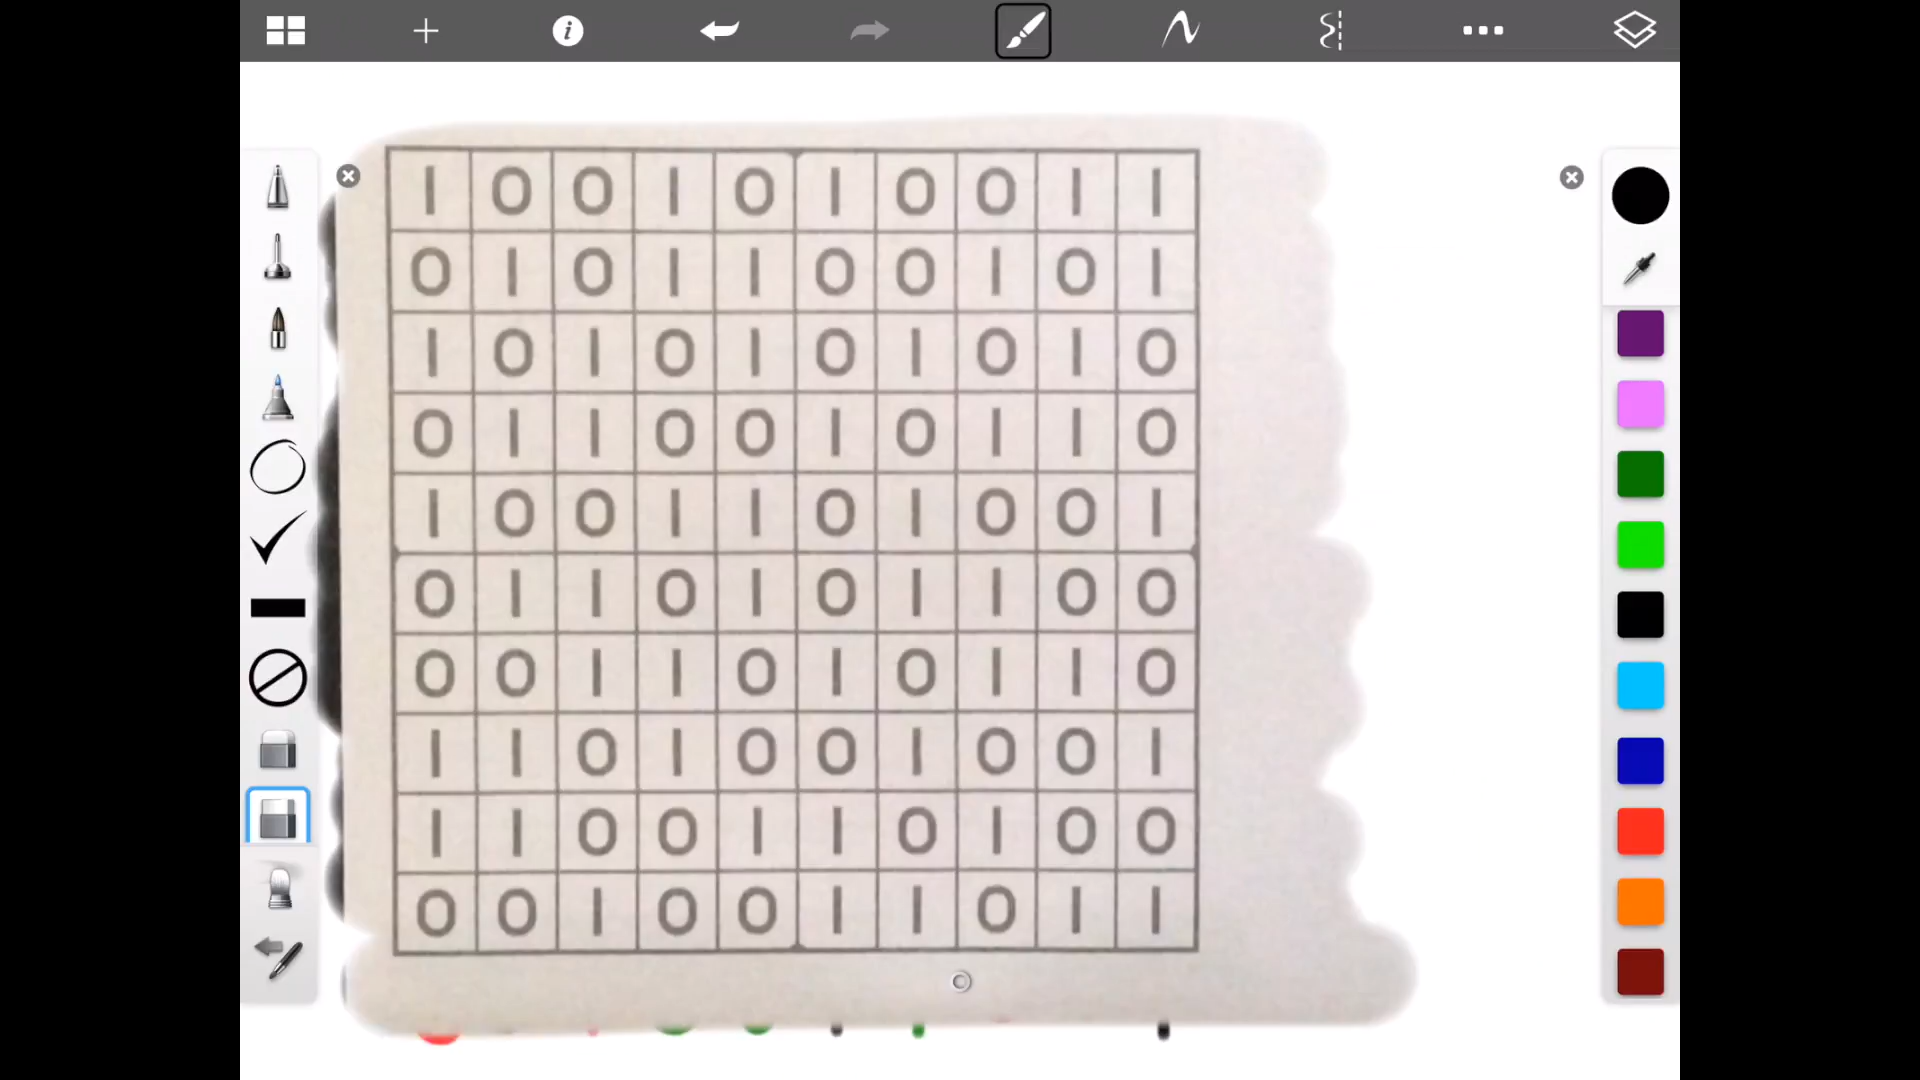 1 0 0 1 0 1 0 0 1 1
0 1 0 1 1 0 0 1 0 1
1 0 1 0 1 0 1 0 1 0
0 1 1 0 0 1 0 1 1 0
1 0 0 1 1 0 1 0 0 1
0 1 1 0 1 0 1 1 0 0
0 0 1 1 0 1 0 1 1 0
1 1 0 1 0 0 1 0 0 1
1 1 0 0 1 1 0 1 0 0
0 0 1 0 0 1 1 0 1 1